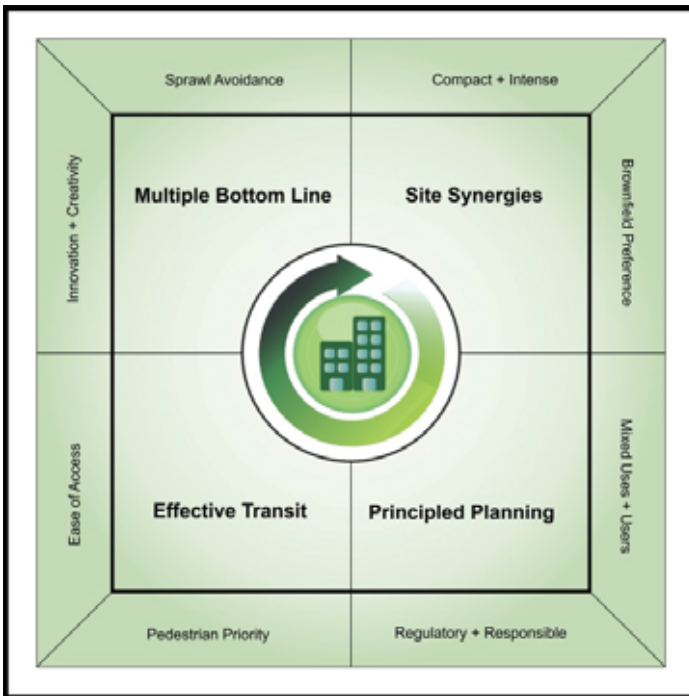 Sprawl Avoidance
Compact + Intense
Innovation + Creativity
Multiple Bottom Line
Site Synergies
Brownfield Preference
Ease of Access
Effective Transit
Principled Planning
Mixed Uses + Users
Pedestrian Priority
Regulatory + Responsible